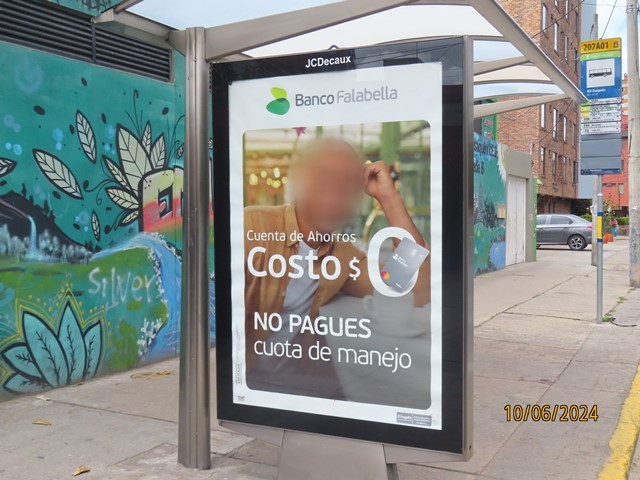 JCDecaux
Banco Falabella
Cuenta de Ahorros
Costo $0
NO PAGUES
cuota de manejo
Silver
207A01 B
10/06/2024